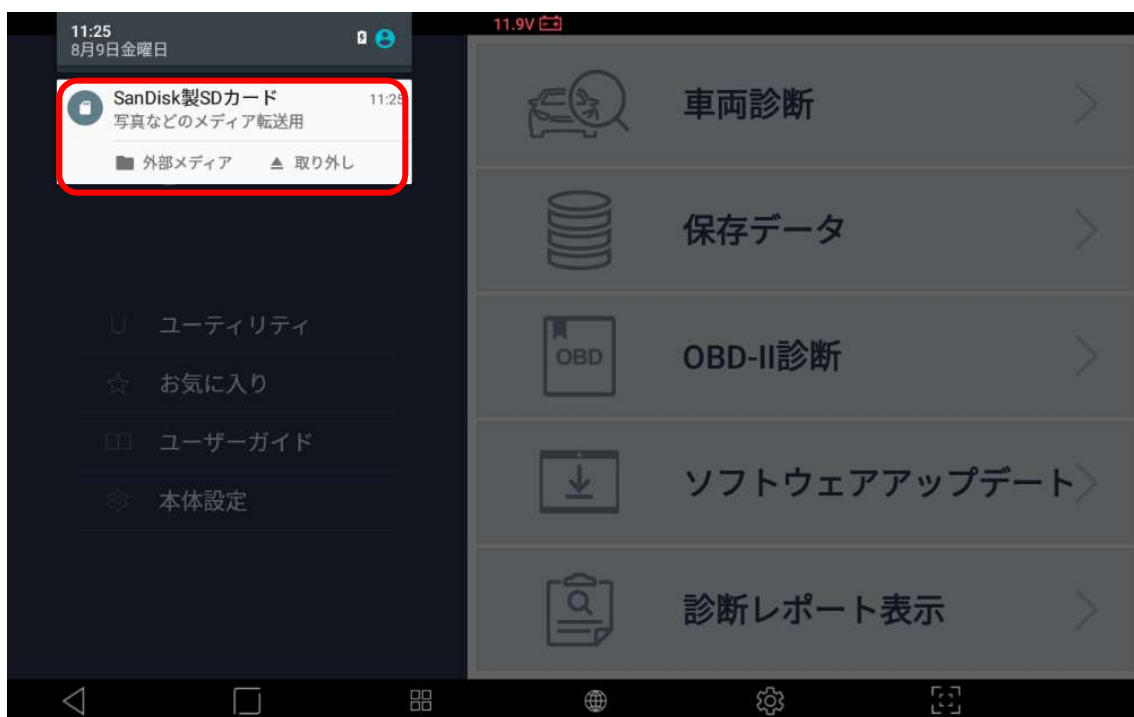 11:25
8月9日金曜日
11.9V
SanDisk製SDカード
11:25
写真などのメディア転送用
外部メディア
取り外し
U ユーティリティ
お気に入り
ユーザーガイド
本体設定
車両診断
保存データ
OBD
OBD-II診断
ソフトウェアアップデート
診断レポート表示